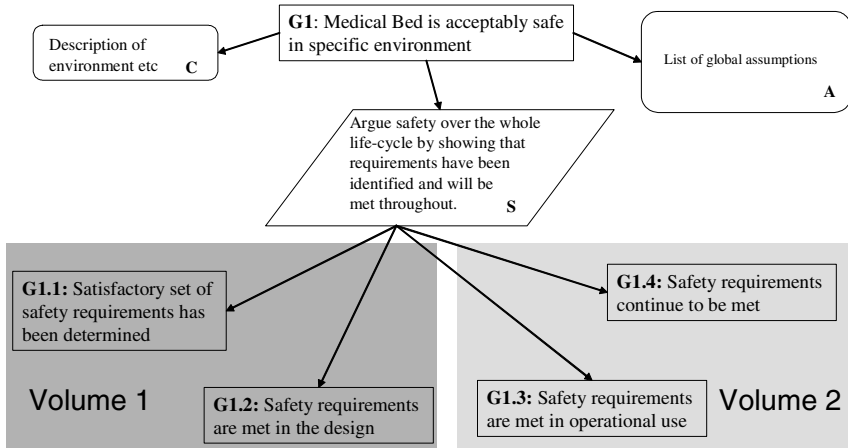 G1: Medical Bed is acceptably safe
in specific environment
Description of
environment etc
C
List of global assumptions
A
Argue safety over the whole
life-cycle by showing that
requirements have been
identified and will be
met throughout.
S
G1.1: Satisfactory set of
safety requirements has
been determined
G1.4: Safety requirements
continue to be met
Volume 1
G1.2: Safety requirements
are met in the design
G1.3: Safety requirements
are met in operational use
Volume 2